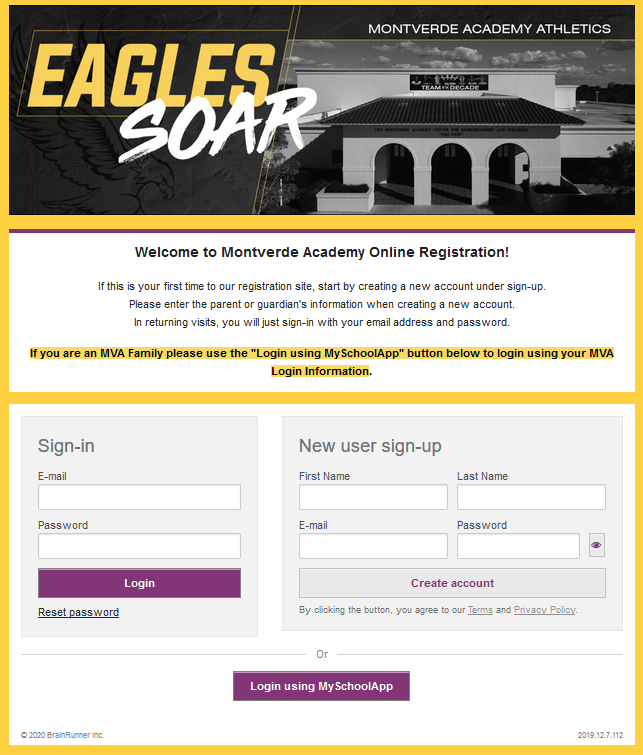 MONTVERDE ACADEMY ATHLETICS
EAGLES
SOAR
TEAM OF THE DECADE
Welcome to Montverde Academy Online Registration!
If this is your first time to our registration site, start by creating a new account under sign-up.
Please enter the parent or guardian's information when creating a new account.
In returning visits, you will just sign-in with your email address and password.
If you are an MVA Family please use the "Login using MySchoolApp" button below to login using your MVA
Login Information.
Sign-in
E-mail
Password
Login
Reset password
New user sign-up
First Name Last Name
E-mail Password
Create account
By clicking the button, you agree to our Terms and Privacy Policy.
Or
Login using MySchoolApp
© 2020 BrainRunner Inc. 2019.12.7.112